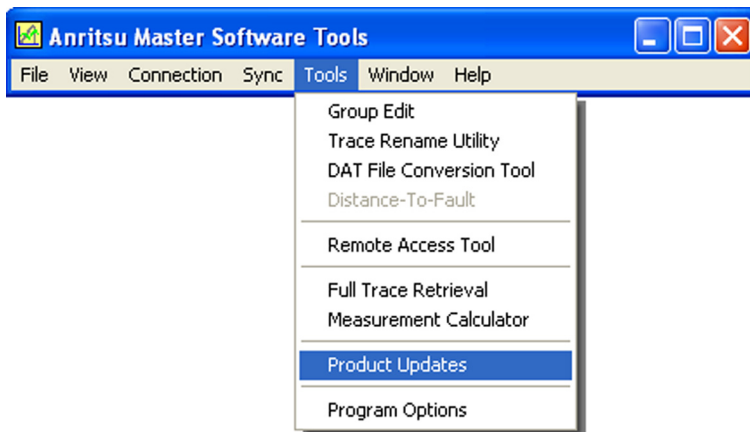 Anritsu Master Software Tools
File View Connection Sync Tools Window Help
Group Edit
Trace Rename Utility
DAT File Conversion Tool
Distance-To-Fault
Remote Access Tool
Full Trace Retrieval
Measurement Calculator
Product Updates
Program Options